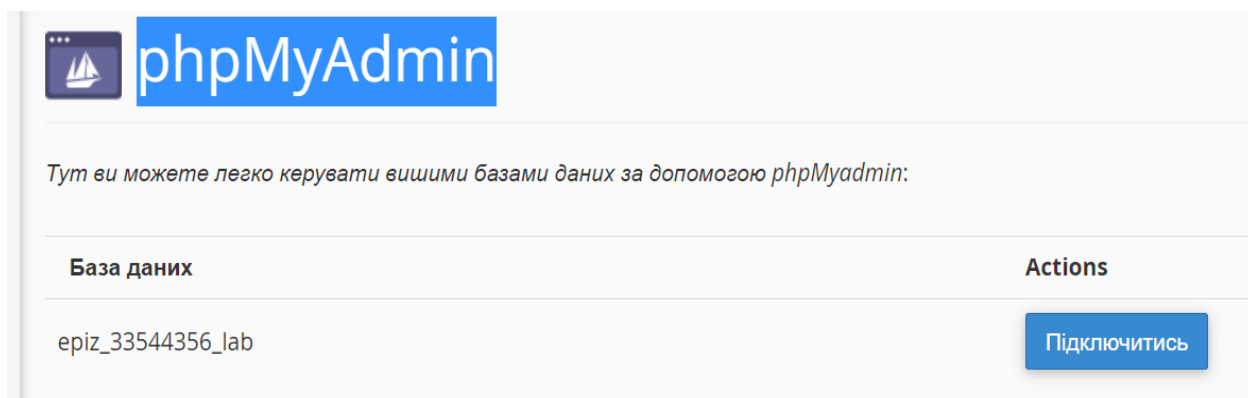 phpMyAdmin
Тут ви можете легко керувати вишими базами даних за допомогою phpMyadmin:
База даних Actions
epiz_33544356_lab Підключитись